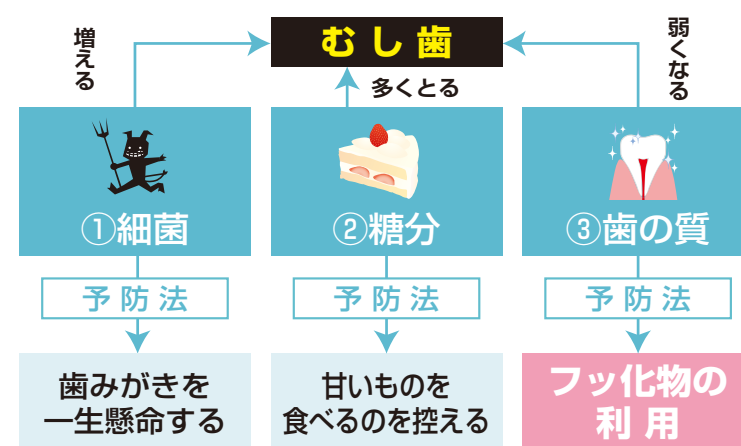 むし歯
増える
多くとる
弱くなる
①細菌
②糖分
③歯の質
予防法
予防法
予防法
歯みがきを
一生懸命する
甘いものを
食べるのを控える
フッ化物の
利用